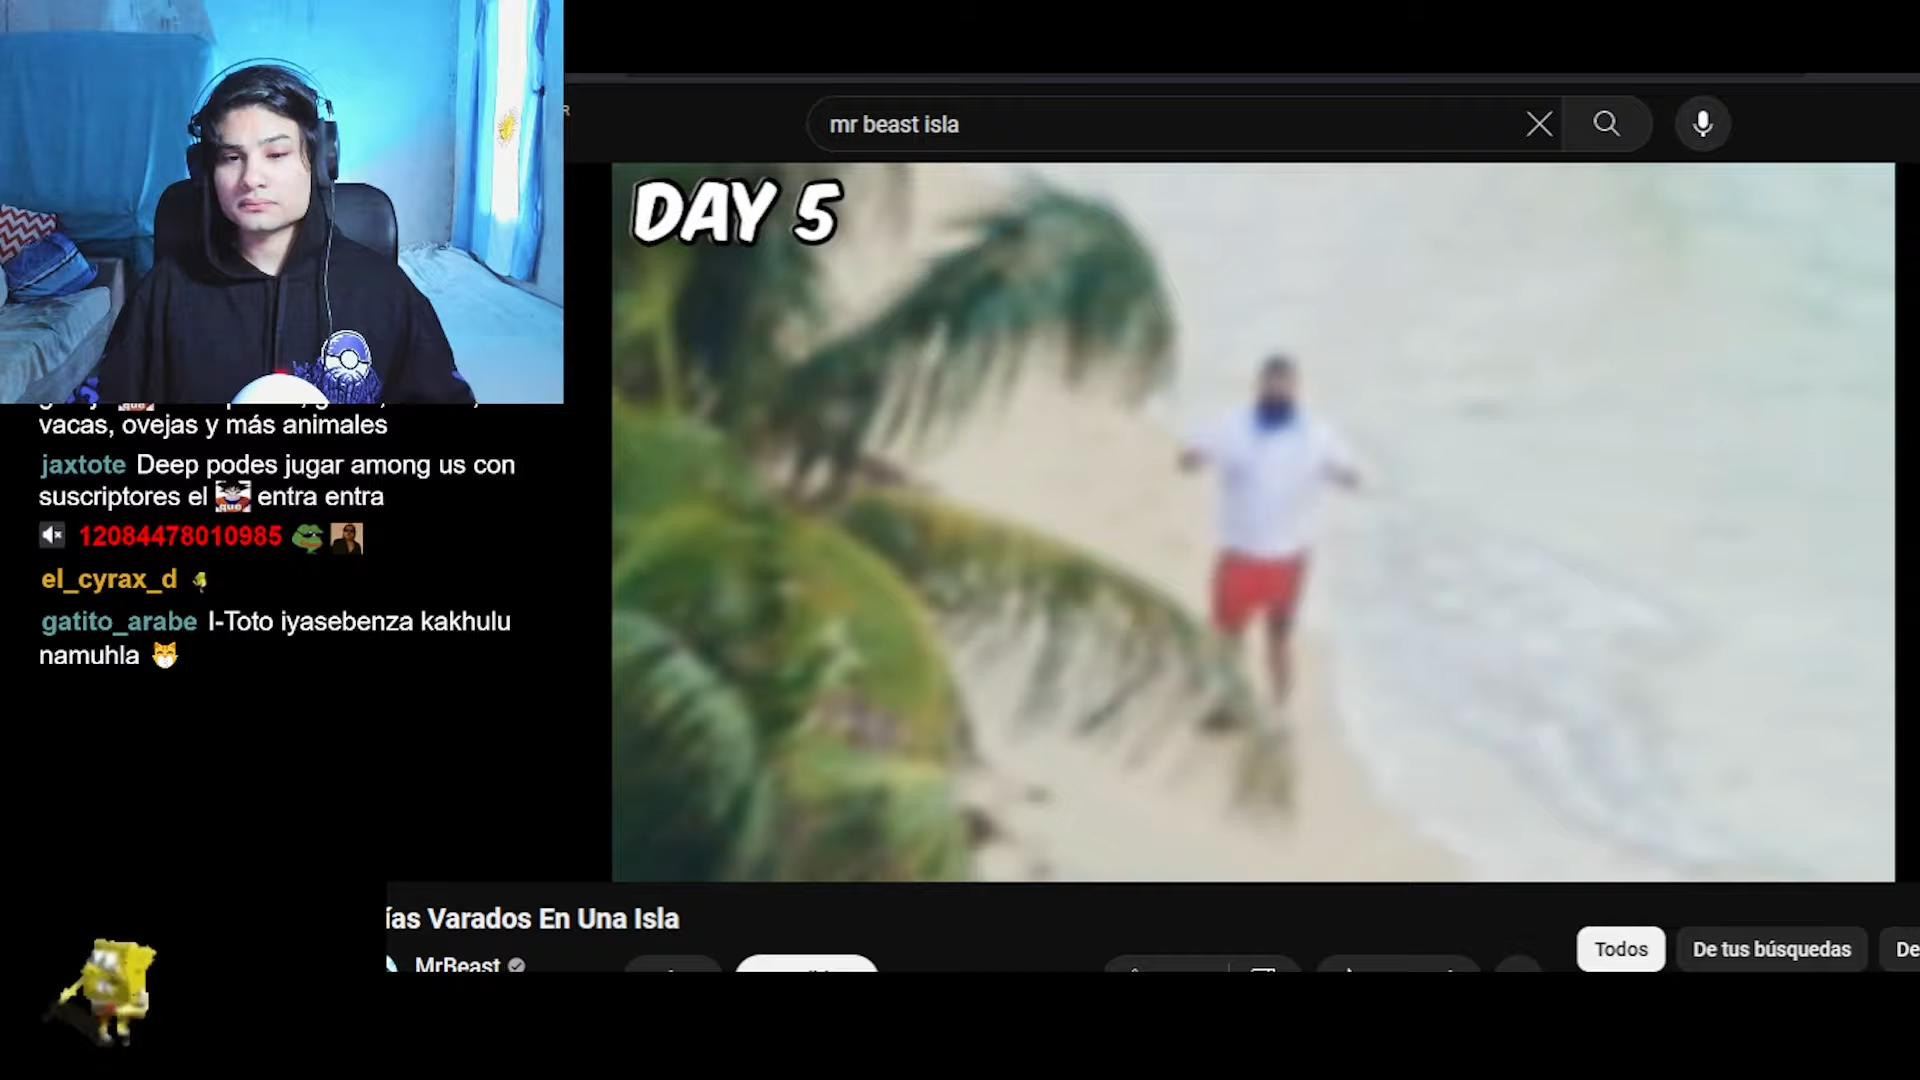 mr beast isla
DAY 5
vacas, ovejas y más animales
jaxtote Deep podes jugar among us con
suscriptores el entra entra
12084478010985
el_cyrax_d
gatito_arabe I-Toto iyasebenza kakhulu
namuhla
ías Varados En Una Isla
MrBeast
Todos
De tus búsquedas
De